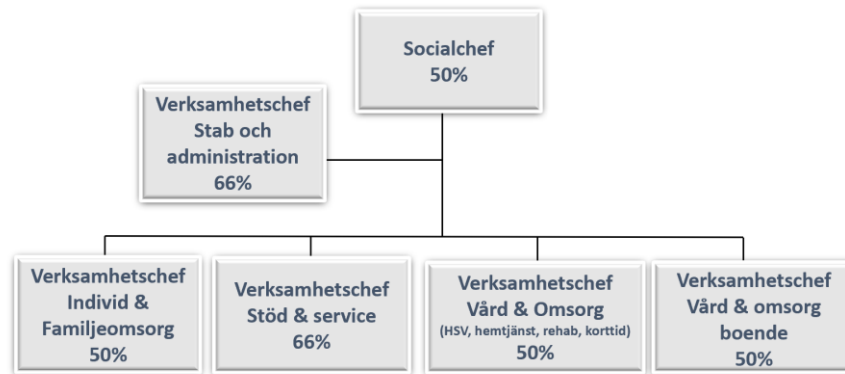 Socialchef
50%
Verksamhetschef
Stab och
administration
66%
Verksamhetschef
Individ &
Familjeomsorg
50%
Verksamhetschef
Stöd & service
66%
Verksamhetschef
Vård & Omsorg
(HSV, hemtjänst, rehab, korttid)
50%
Verksamhetschef
Vård & omsorg
boende
50%